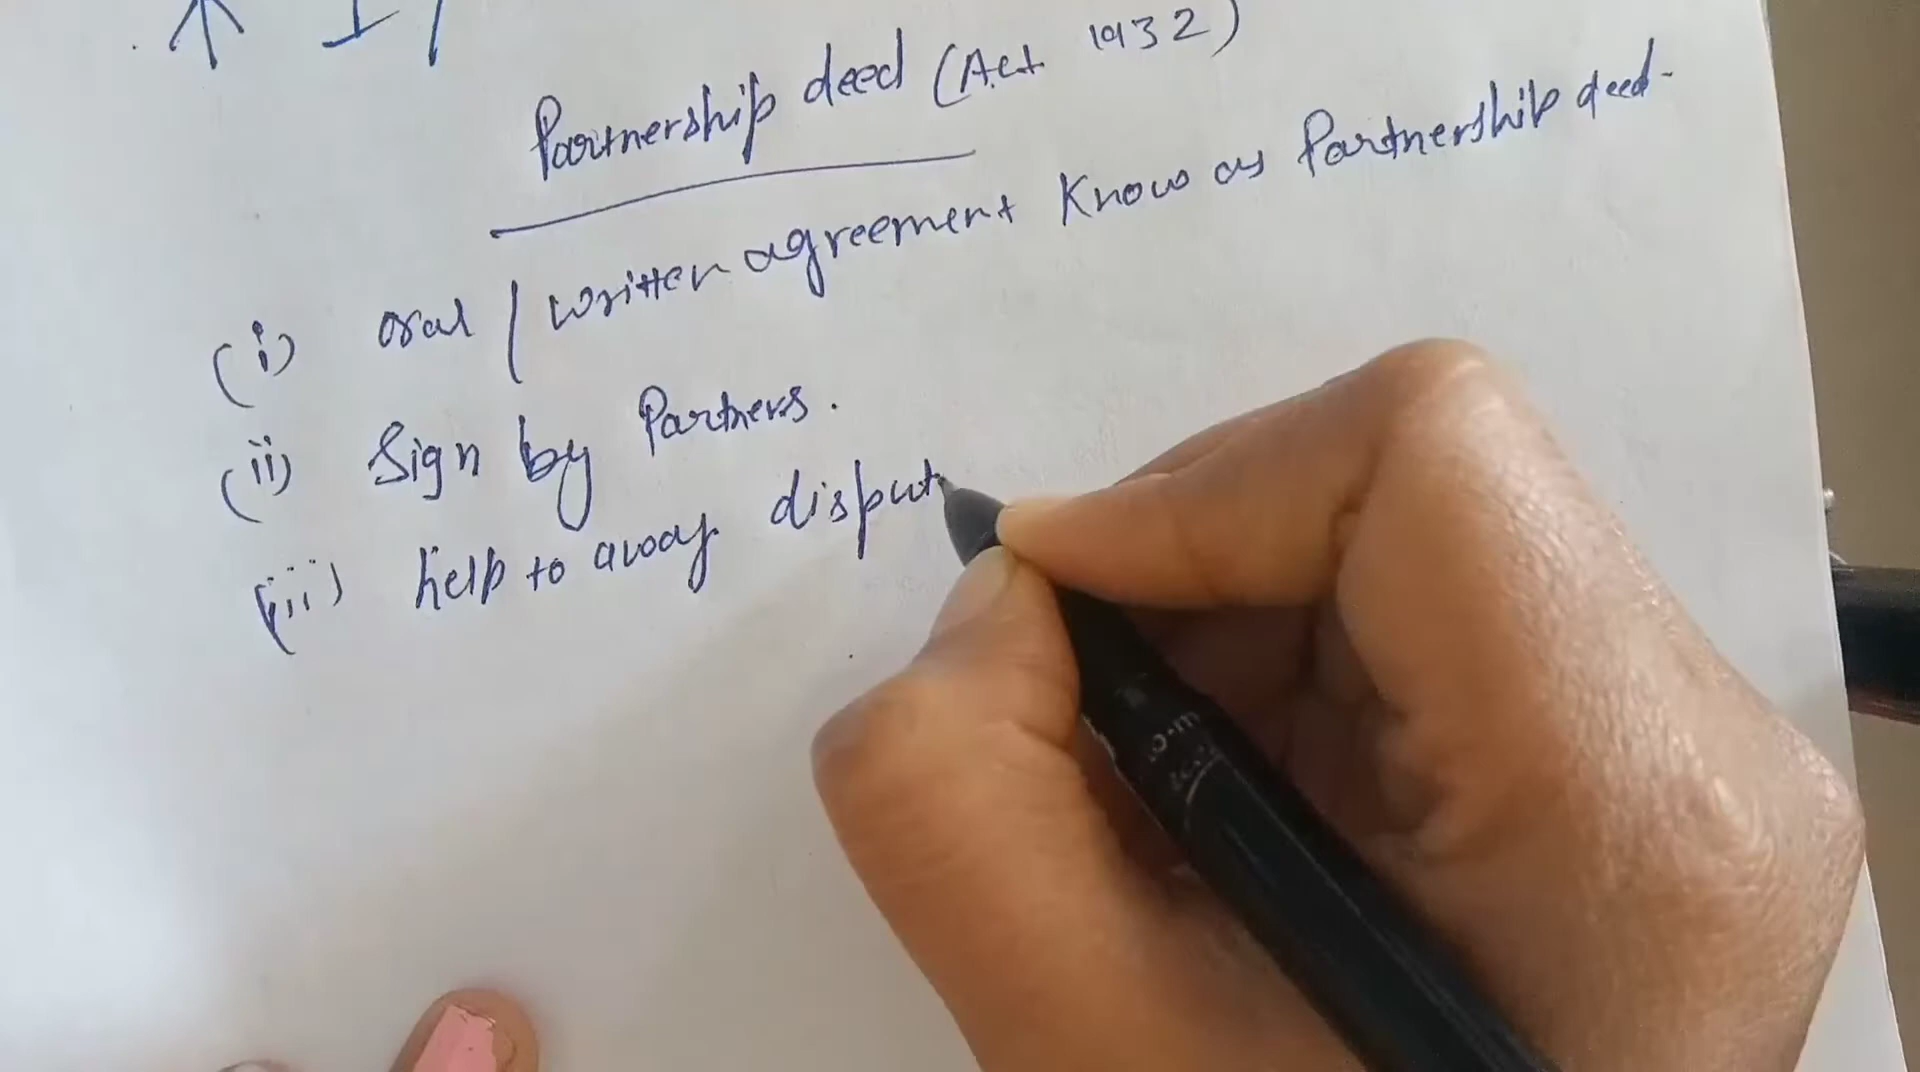 Partnership deed (Act 1932)
(i) oral / written agreement Know as Partnership deed.
(ii) Sign by Partners.
(iii) help to away disput